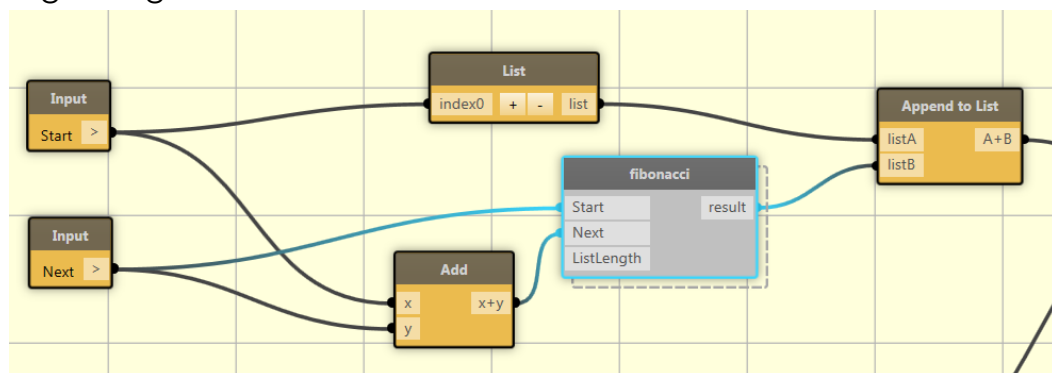 Input
Start >
Input
Next >
List
index0 + - list
Add
x x+y
y
fibonacci
Start result
Next
ListLength
Append to List
listA A+B
listB